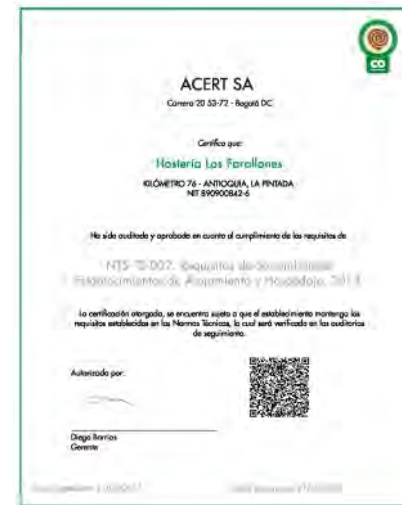 CO
ACERT SA
Carrera 20 53-72 - Bogotá DC
Certifica que:
Hostería Los Farallones
KILÓMETRO 76 - ANTIOQUIA, LA PINTADA
NIT 890900842-6
Ha sido auditado y aprobado en cuanto al cumplimiento de los requisitos de
NTS TS-002. Requisitos de Sostenibilidad
Establecimientos de Alojamiento y Hospedaje, 2014
La certificación otorgada, se encuentra sujeta a que el establecimiento mantenga los
requisitos establecidos en las Normas Técnicas, lo cual será verificado en las auditorías
de seguimiento.
Autorizado por:
Diego Barrios
Gerente